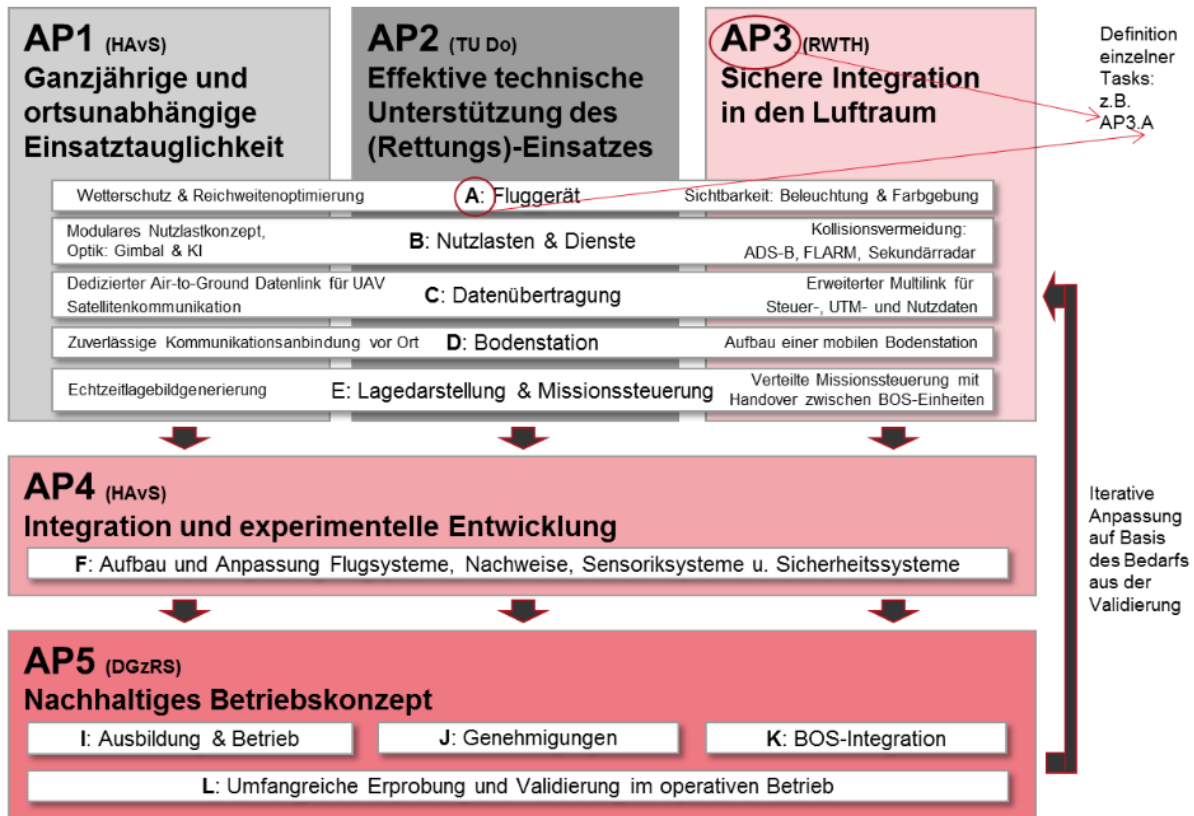 AP1 (HAvS)
Ganzjährige und
ortsunabhängige
Einsatztauglichkeit
AP2 (TU Do)
Effektive technische
Unterstützung des
(Rettungs)-Einsatzes
AP3 (RWTH)
Sichere Integration
in den Luftraum
Definition
einzelner
Tasks:
z.B.
AP3.A
Wetterschutz & Reichweitenoptimierung
A: Fluggerät
Sichtbarkeit: Beleuchtung & Farbgebung
Modulares Nutzlastkonzept,
Optik: Gimbal & KI
B: Nutzlasten & Dienste
Kollisionsvermeidung:
ADS-B, FLARM, Sekundärradar
Dedizierter Air-to-Ground Datenlink für UAV
Satellitenkommunikation
C: Datenübertragung
Erweiterter Multilink für
Steuer-, UTM- und Nutzdaten
Zuverlässige Kommunikationsanbindung vor Ort
D: Bodenstation
Aufbau einer mobilen Bodenstation
Echtzeitlagebildgenerierung
E: Lagedarstellung & Missionssteuerung
Verteilte Missionssteuerung mit
Handover zwischen BOS-Einheiten
AP4 (HAvS)
Integration und experimentelle Entwicklung
F: Aufbau und Anpassung Flugsysteme, Nachweise, Sensoriksysteme u. Sicherheitssysteme
Iterative
Anpassung
auf Basis
des Bedarfs
aus der
Validierung
AP5 (DGzRS)
Nachhaltiges Betriebskonzept
I: Ausbildung & Betrieb
J: Genehmigungen
K: BOS-Integration
L: Umfangreiche Erprobung und Validierung im operativen Betrieb